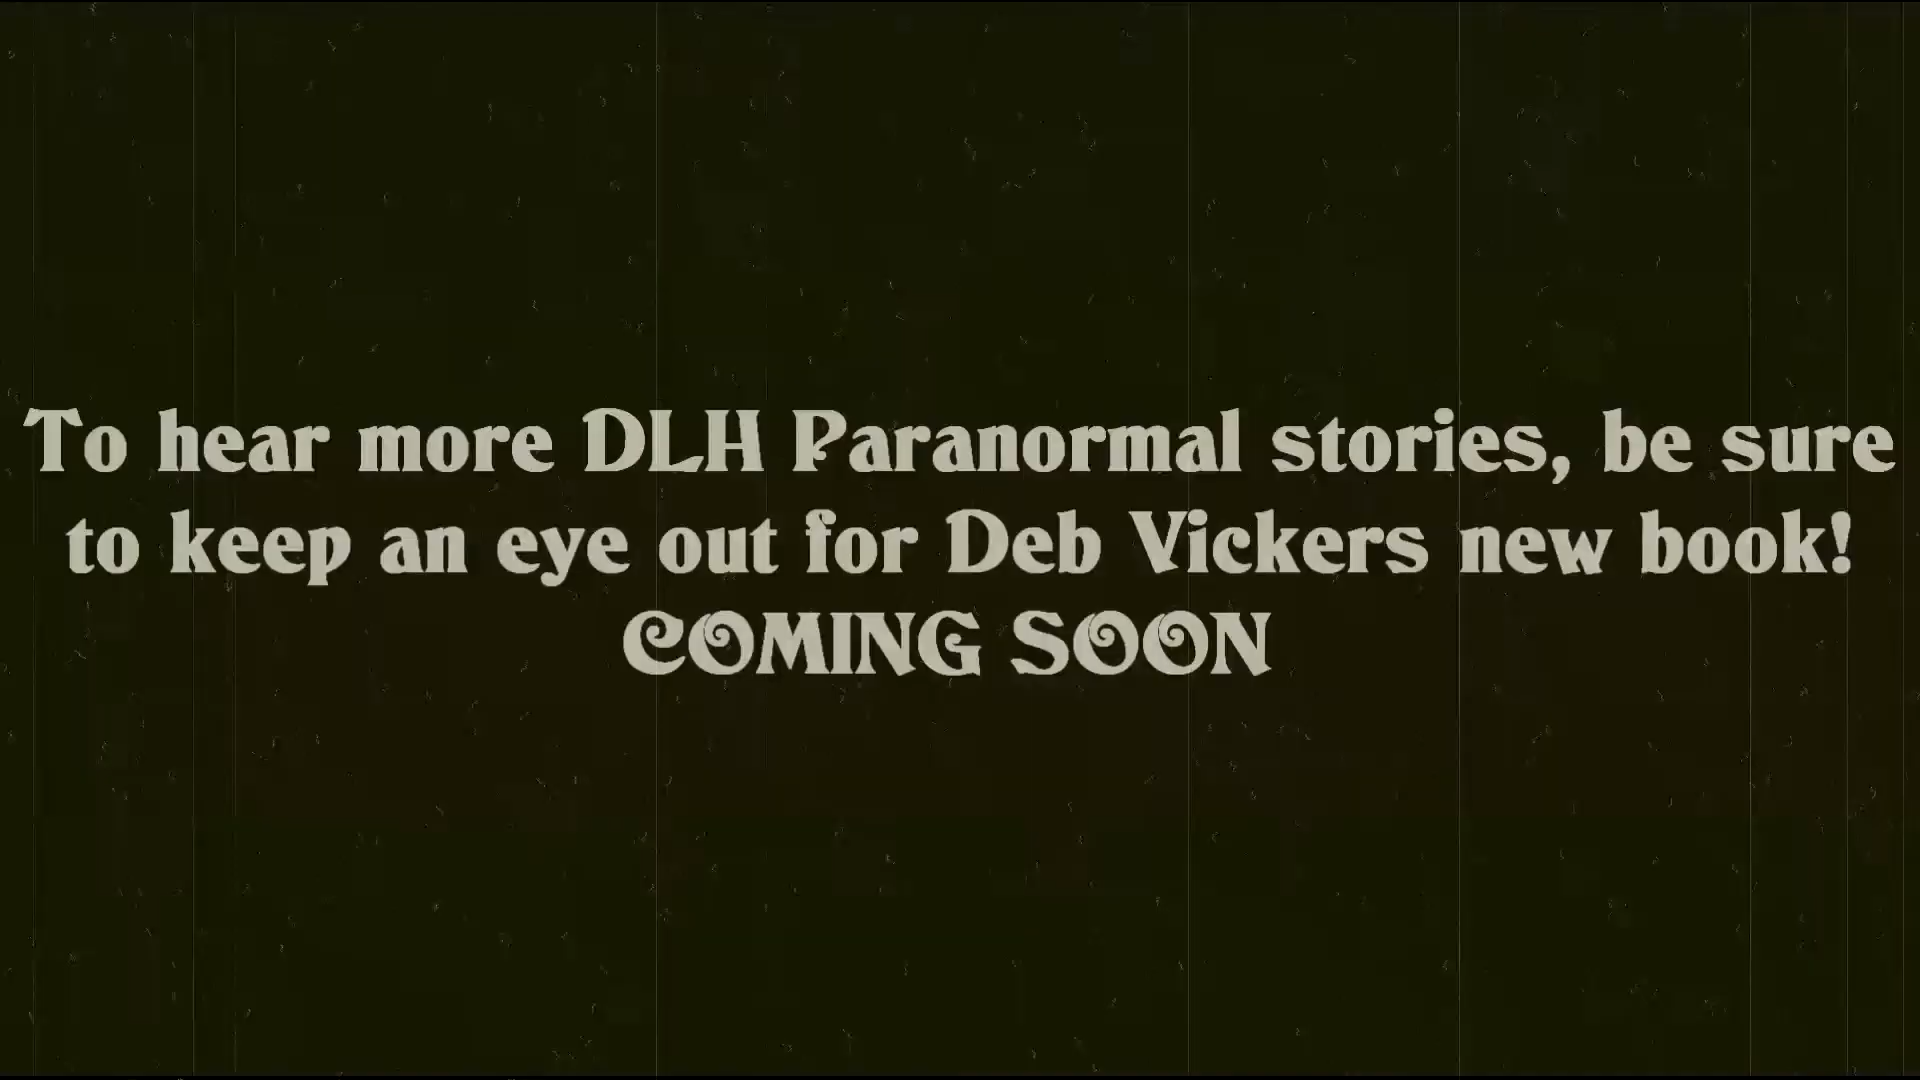 To hear more DLH Paranormal stories, be sure
to keep an eye out for Deb Vickers new book!
COMING SOON